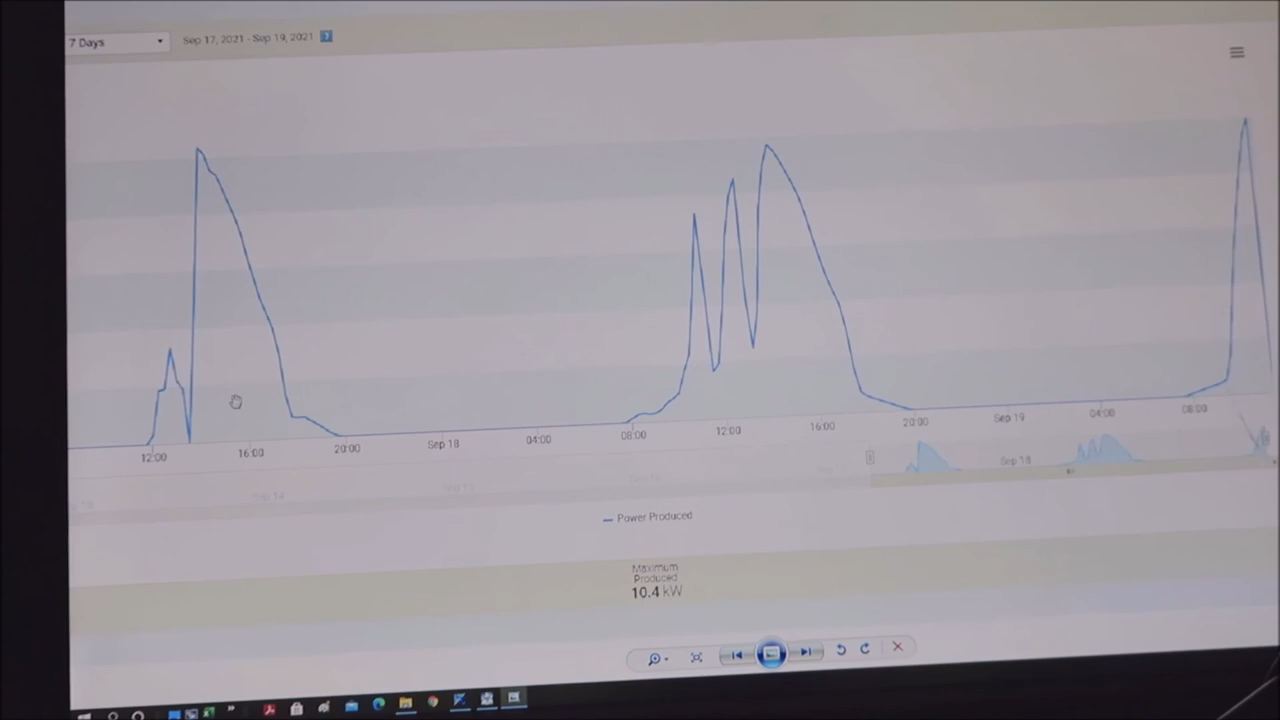 7 Days
Sep 17, 2021 - Sep 19, 2021
12:00
16:00
20:00
Sep 18
04:00
08:00
12:00
16:00
20:00
Sep 19
04:00
08:00
Sep 14
Sep 18
Power Produced
Maximum
Produced
10.4 kW